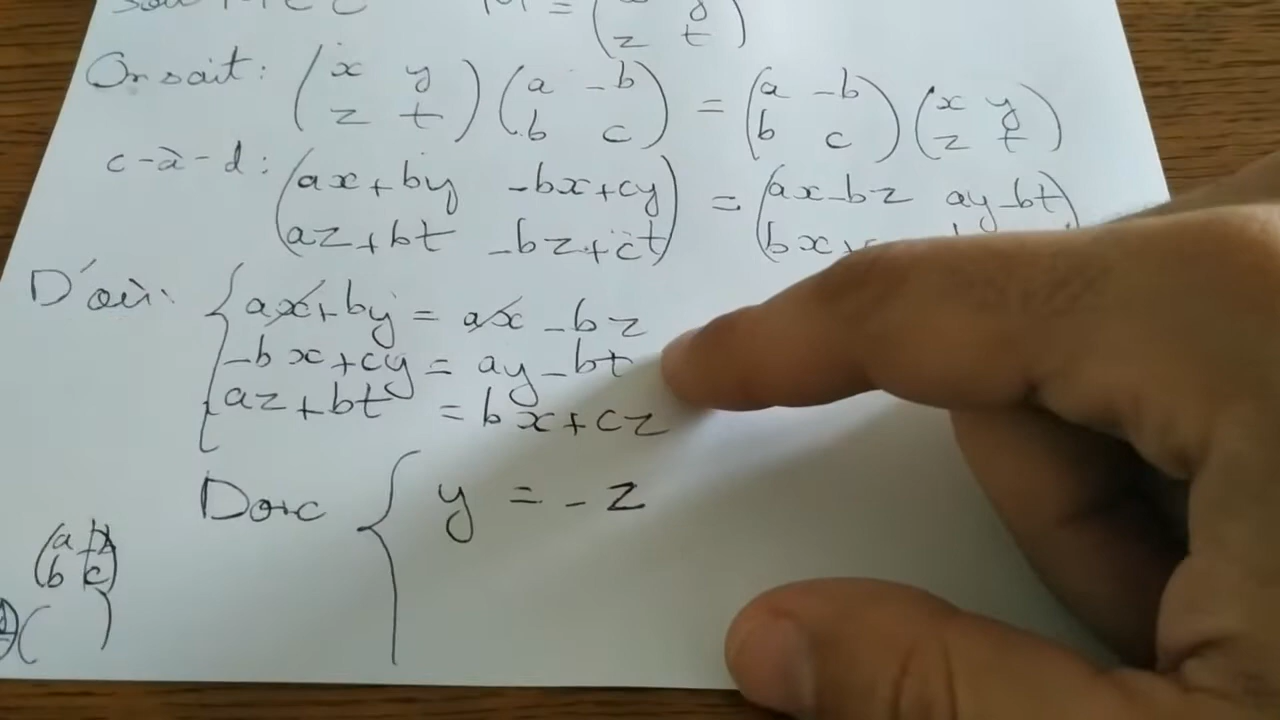 M = ( y
z t )
On sait : ( x y ) ( a -b ) = ( a -b ) ( x y )
( z t ) ( b c ) = ( b c ) ( z t )
c-à-d : ( ax+by -bx+cy ) = ( ax-bz ay-bt )
( az+bt -bz+ct ) ( bx+
D'où : { ax+by = ax -bz
-bx+cy = ay-bt
az+bt = bx+cz
Donc { y = -z
( a
b c )
( )